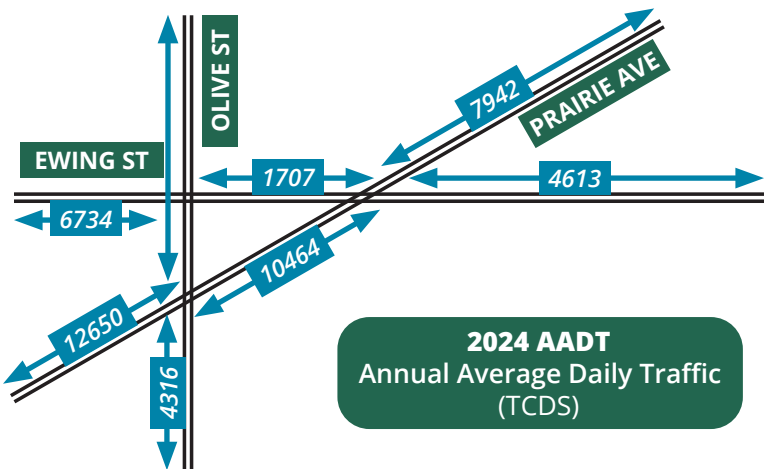 OLIVE ST
7942
PRAIRIE AVE
EWING ST
1707
4613
6734
10464
12650
4316
2024 AADT
Annual Average Daily Traffic
(TCDS)